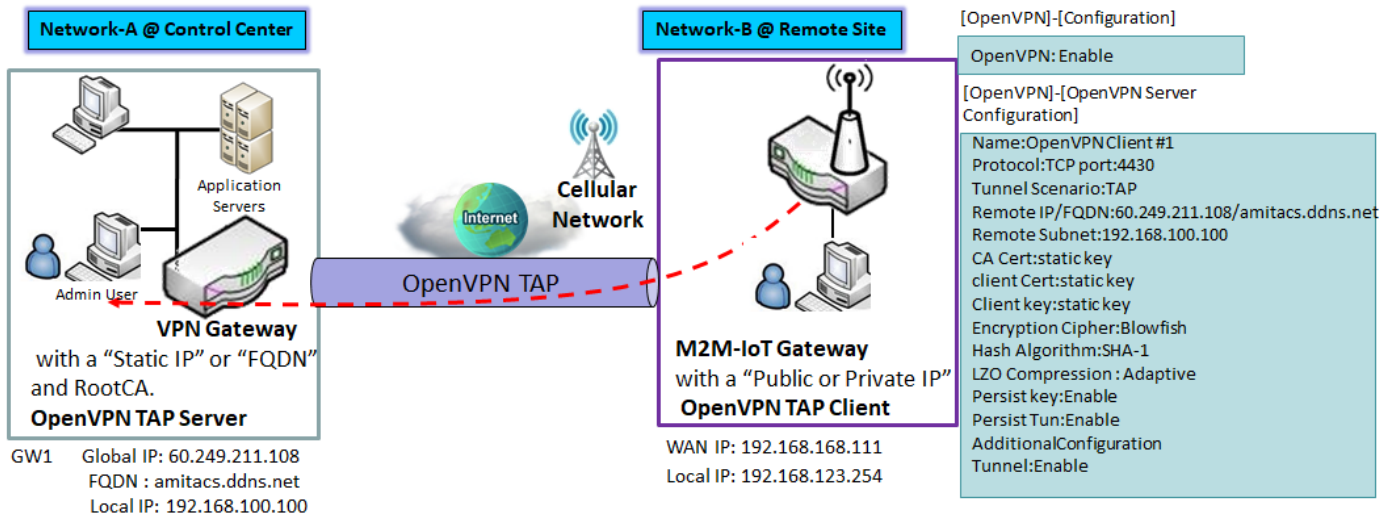 Network-A @ Control Center
Application
Servers
Admin User
VPN Gateway
with a “Static IP” or “FQDN”
and RootCA.
OpenVPN TAP Server
GW1 Global IP: 60.249.211.108
FQDN : amitacs.ddns.net
Local IP: 192.168.100.100
Internet
Cellular
Network
OpenVPN TAP
Network-B @ Remote Site
M2M-IoT Gateway
with a “Public or Private IP”
OpenVPN TAP Client
WAN IP: 192.168.168.111
Local IP: 192.168.123.254
[OpenVPN]-[Configuration]
OpenVPN: Enable
[OpenVPN]-[OpenVPN Server
Configuration]
Name:OpenVPNClient #1
Protocol:TCP port:4430
Tunnel Scenario:TAP
Remote IP/FQDN:60.249.211.108/amitacs.ddns.net
Remote Subnet:192.168.100.100
CA Cert:static key
client Cert:static key
Client key:static key
Encryption Cipher:Blowfish
Hash Algorithm:SHA-1
LZO Compression : Adaptive
Persist key:Enable
Persist Tun:Enable
AdditionalConfiguration
Tunnel:Enable